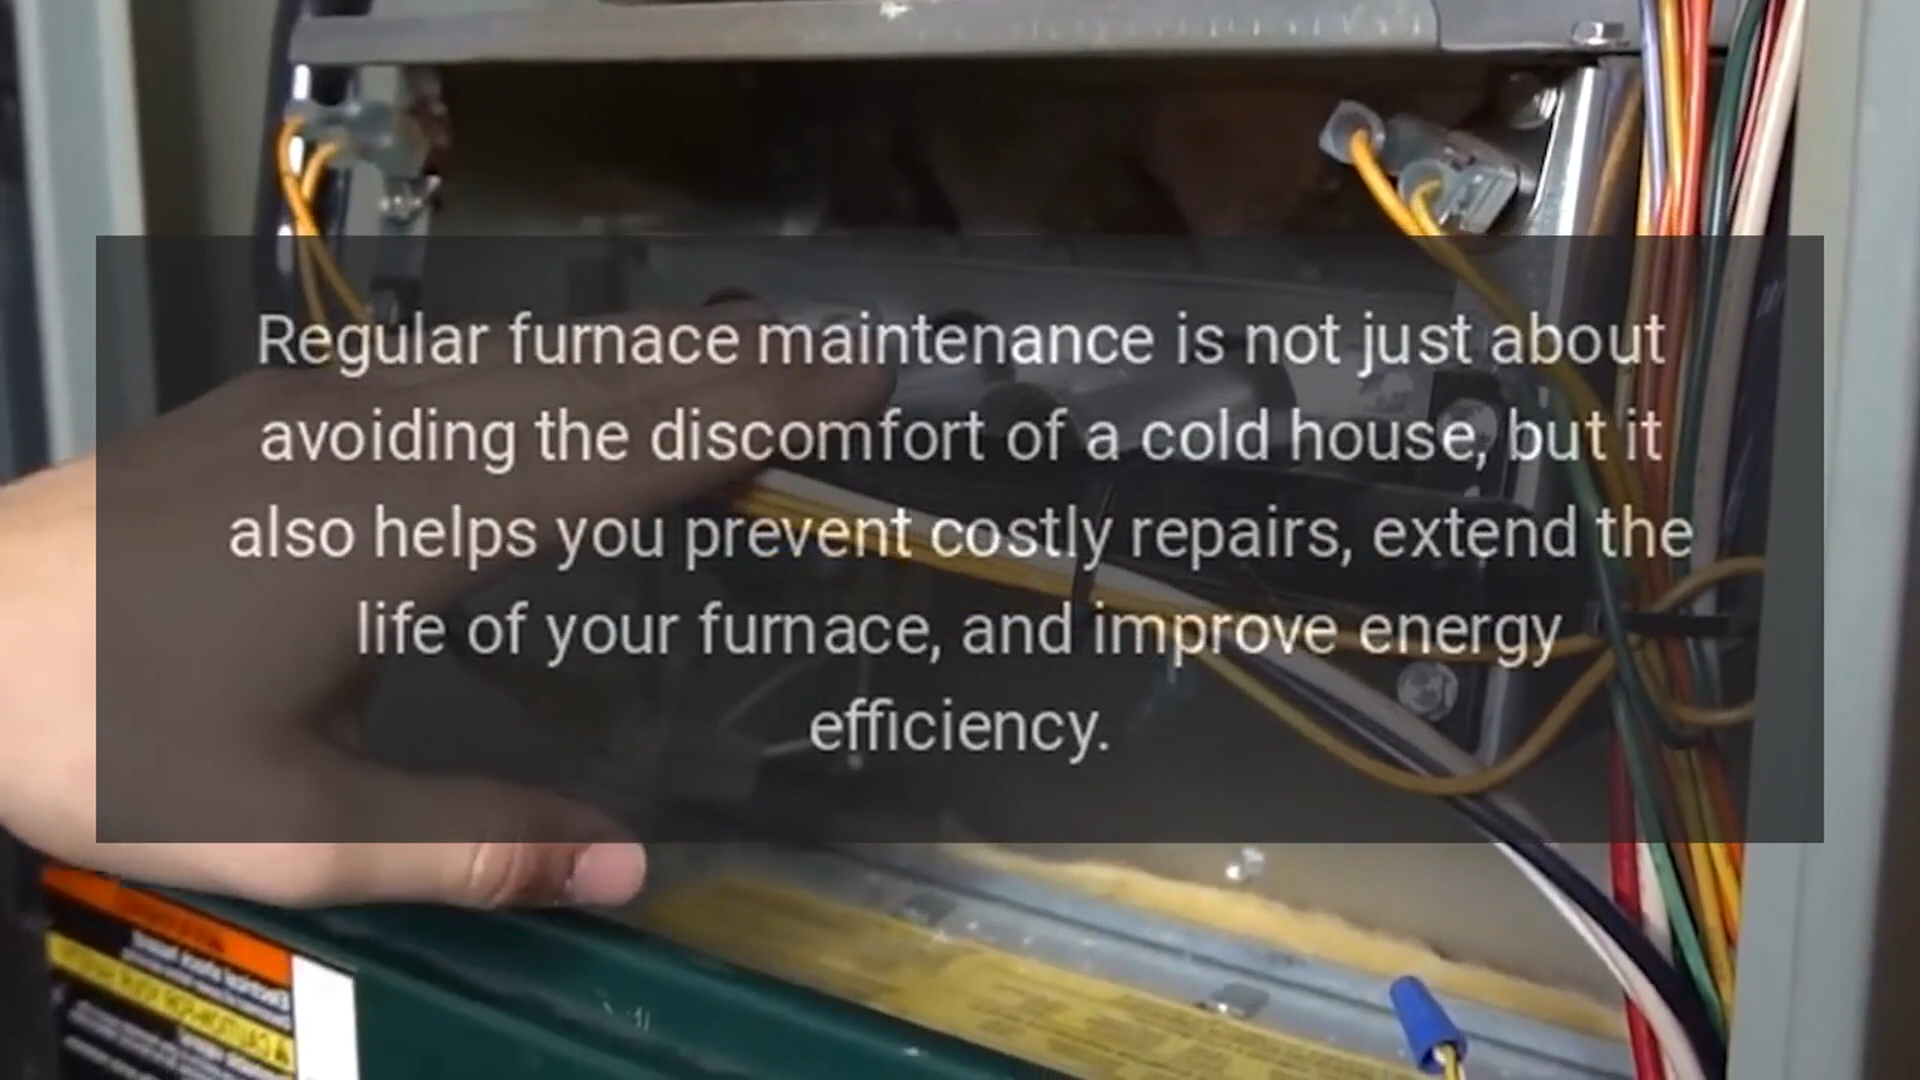 Regular furnace maintenance is not just about
avoiding the discomfort of a cold house, but it
also helps you prevent costly repairs, extend the
life of your furnace, and improve energy
efficiency.